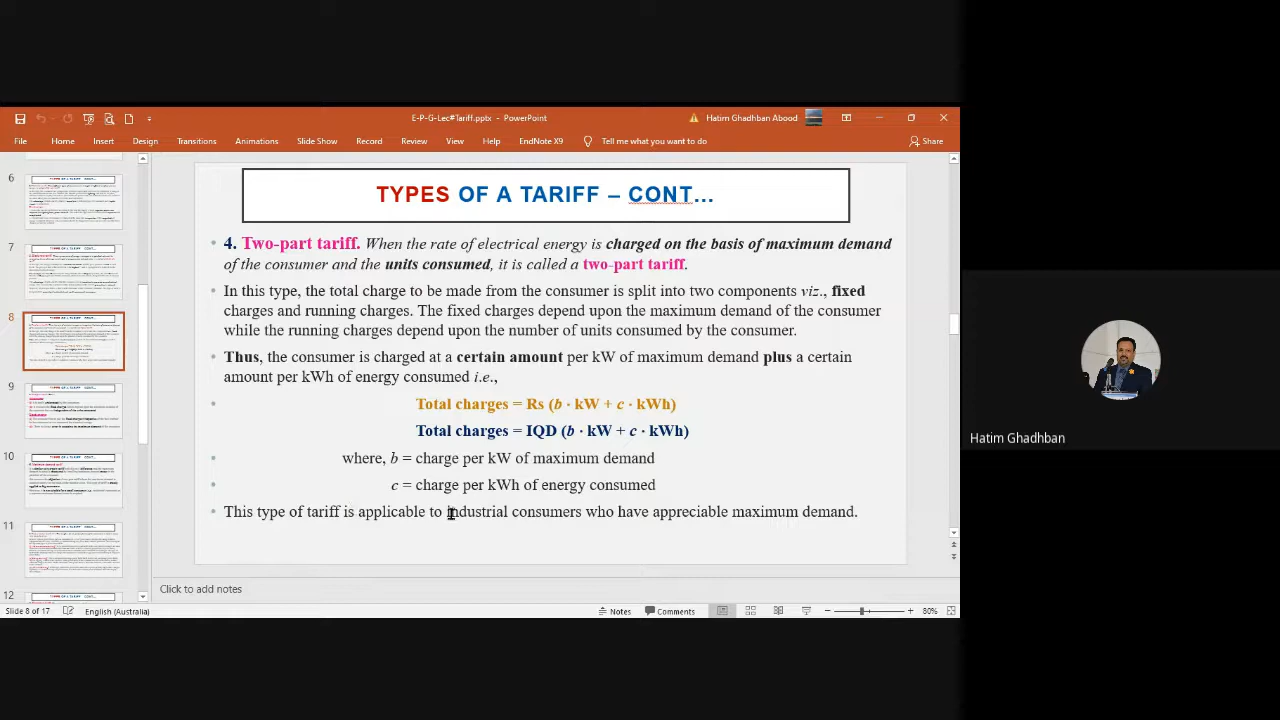 E-P-G-Lec#Tariff.pptx - PowerPoint
Hatim Ghadhban Abood
File Home Insert Design Transitions Animations Slide Show Record Review View Help EndNote X9 Tell me what you want to do Share
6
7
8
9
10
11
12
TYPES OF A TARIFF – CONT…
4. Two-part tariff. When the rate of electrical energy is charged on the basis of maximum demand
of the consumer and the units consumed, it is called a two-part tariff.
In this type, the total charge to be made from the consumer is split into two components viz., fixed
charges and running charges. The fixed charges depend upon the maximum demand of the consumer
while the running charges depend upon the number of units consumed by the consumer.
Thus, the consumer is charged at a certain amount per kW of maximum demand plus a certain
amount per kWh of energy consumed i.e.,
Total charges = Rs (b · kW + c · kWh)
Total charges = IQD (b · kW + c · kWh)
where, b = charge per kW of maximum demand
c = charge per kWh of energy consumed
This type of tariff is applicable to industrial consumers who have appreciable maximum demand.
Click to add notes
Slide 8 of 17 English (Australia) Notes Comments 80%
Hatim Ghadhban